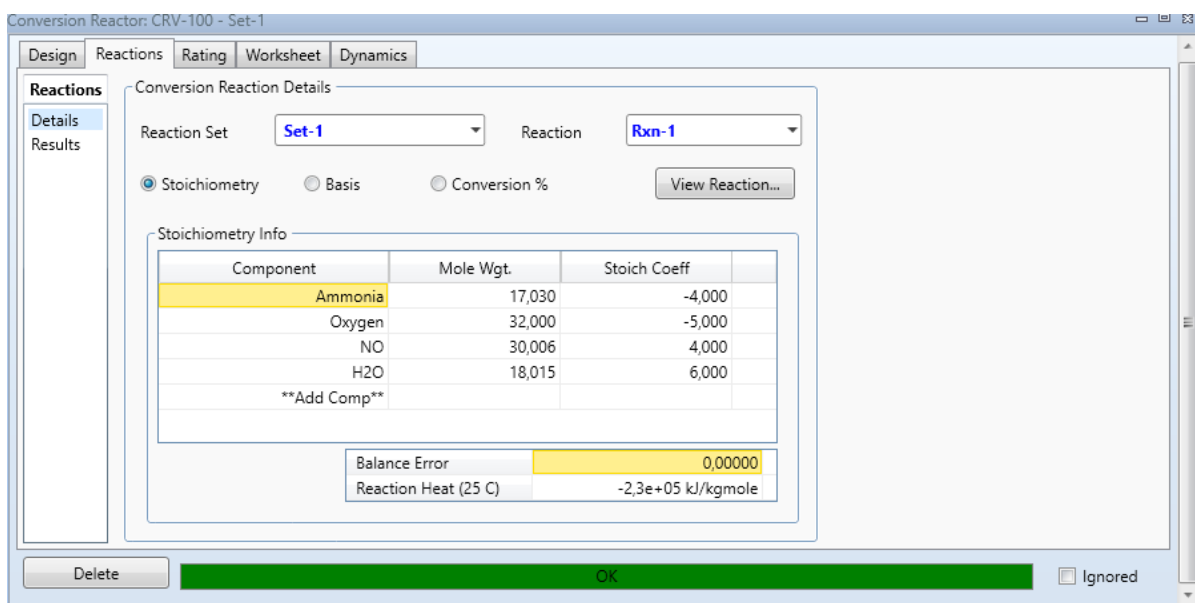 Conversion Reactor: CRV-100 - Set-1
Design Reactions Rating Worksheet Dynamics
Reactions
Details
Results
Conversion Reaction Details
Reaction Set Set-1 Reaction Rxn-1
Stoichiometry Basis Conversion % View Reaction...
Stoichiometry Info
Component Mole Wgt. Stoich Coeff
Ammonia 17,030 -4,000
Oxygen 32,000 -5,000
NO 30,006 4,000
H2O 18,015 6,000
**Add Comp**
Balance Error 0,00000
Reaction Heat (25 C) -2,3e+05 kJ/kgmole
Delete OK Ignored